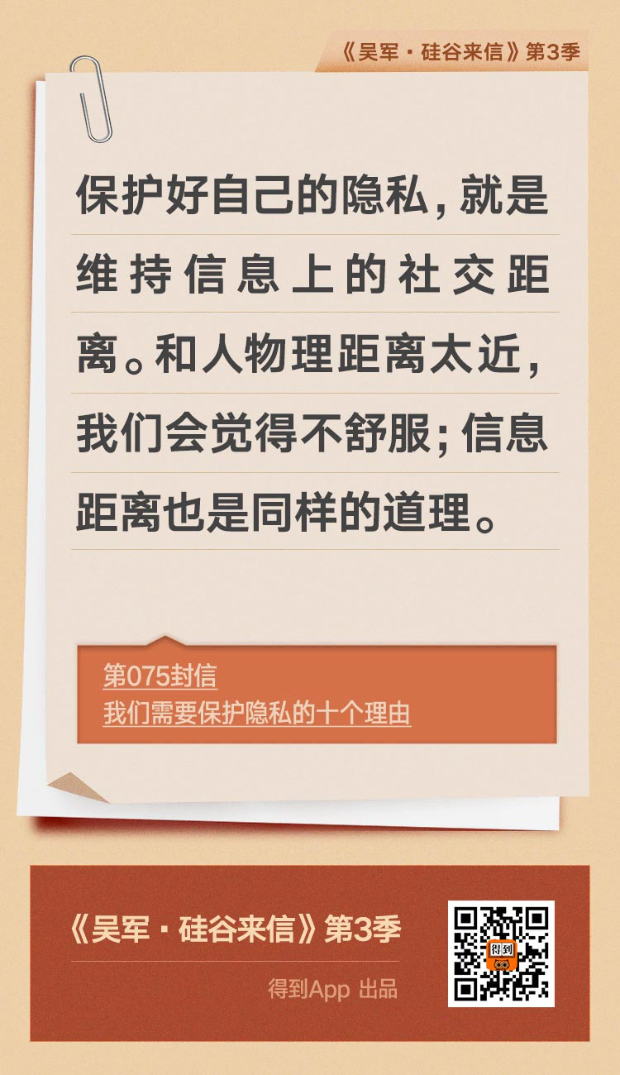 《吴军·硅谷来信》第3季
保护好自己的隐私，就是
维持信息上的社交距
离。和人物理距离太近，
我们会觉得不舒服；信息
距离也是同样的道理。
第075封信
我们需要保护隐私的十个理由
《吴军·硅谷来信》第3季
得到App 出品
得到